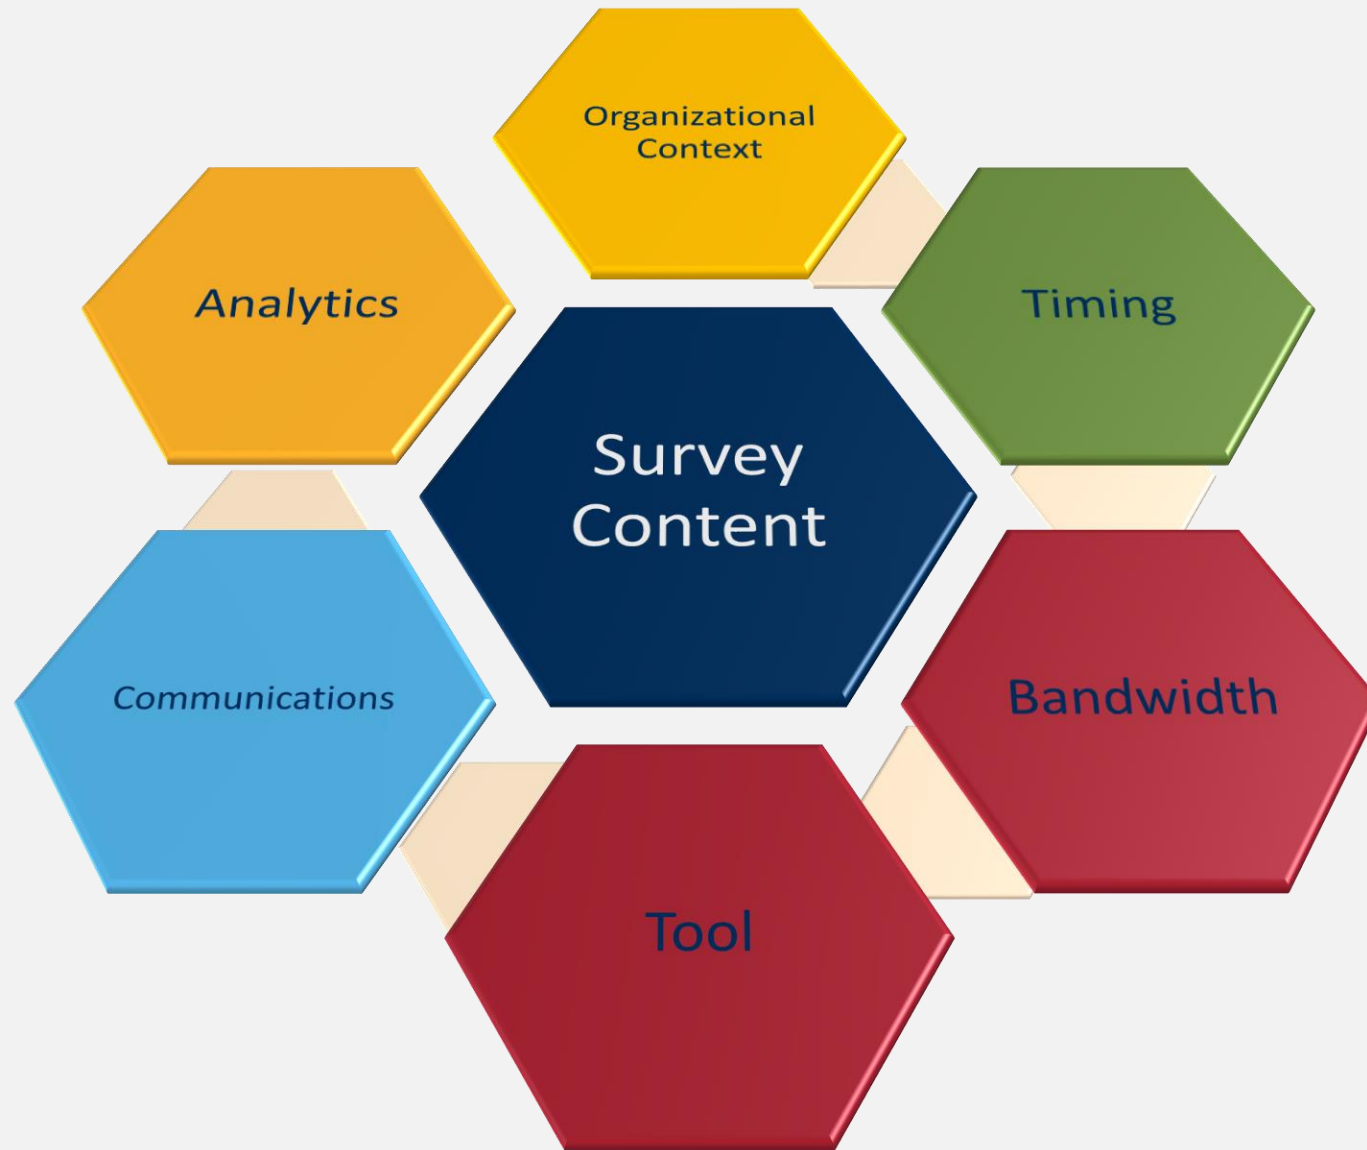 Organizational
Context
Analytics
Timing
Survey
Content
Communications
Bandwidth
Tool